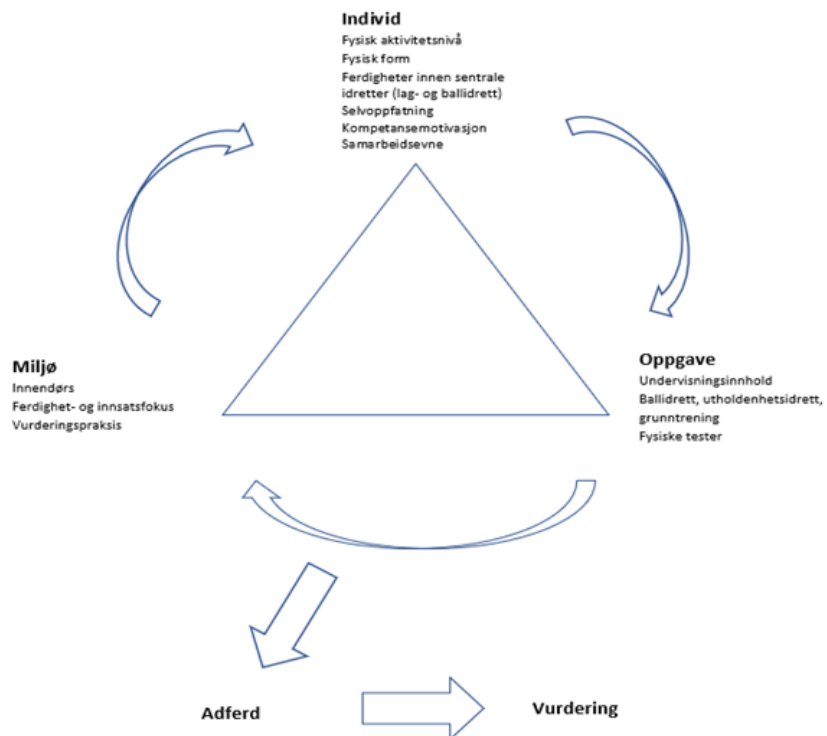 Individ
Fysisk aktivitetsnivå
Fysisk form
Ferdigheter innen sentrale
idretter (lag- og ballidrett)
Selvoppfatning
Kompetansemotivasjon
Samarbeidsevne
Miljø
Innendørs
Ferdighet- og innsatsfokus
Vurderingspraksis
Oppgave
Undervisningsinnhold
Ballidrett, utholdenhetsidrett,
grunntrening
Fysiske tester
Adferd
Vurdering